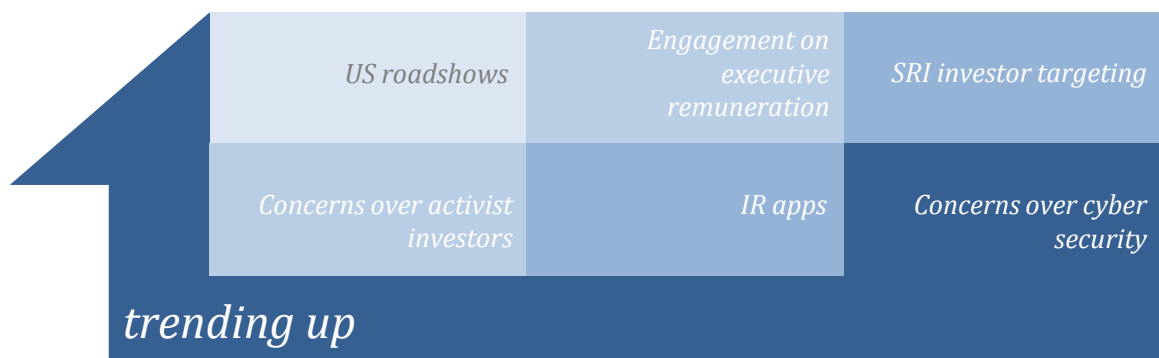 US roadshows
Engagement on
executive
remuneration
SRI investor targeting
Concerns over activist
investors
IR apps
Concerns over cyber
security
trending up